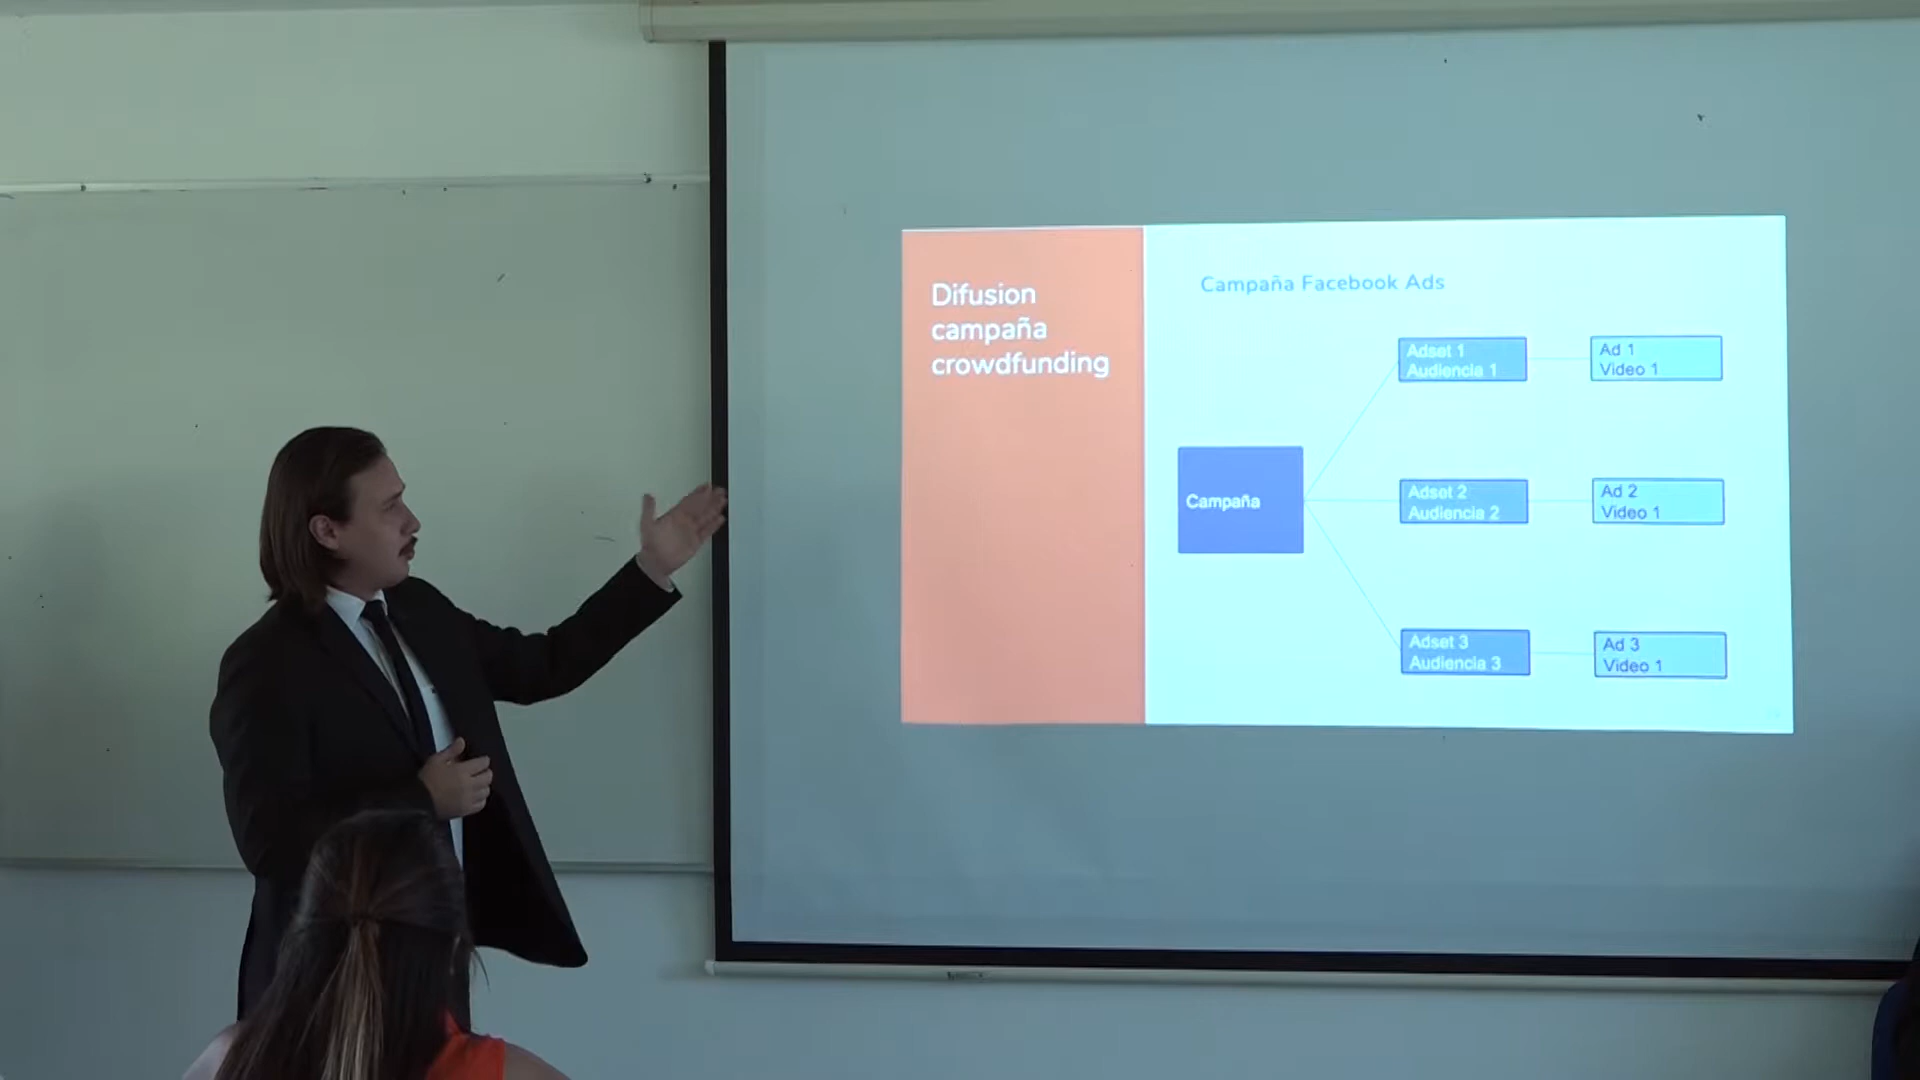 Difusion
campaña
crowdfunding
Campaña Facebook Ads
Adset 1
Audiencia 1
Ad 1
Video 1
Campaña
Adset 2
Audiencia 2
Ad 2
Video 1
Adset 3
Audiencia 3
Ad 3
Video 1